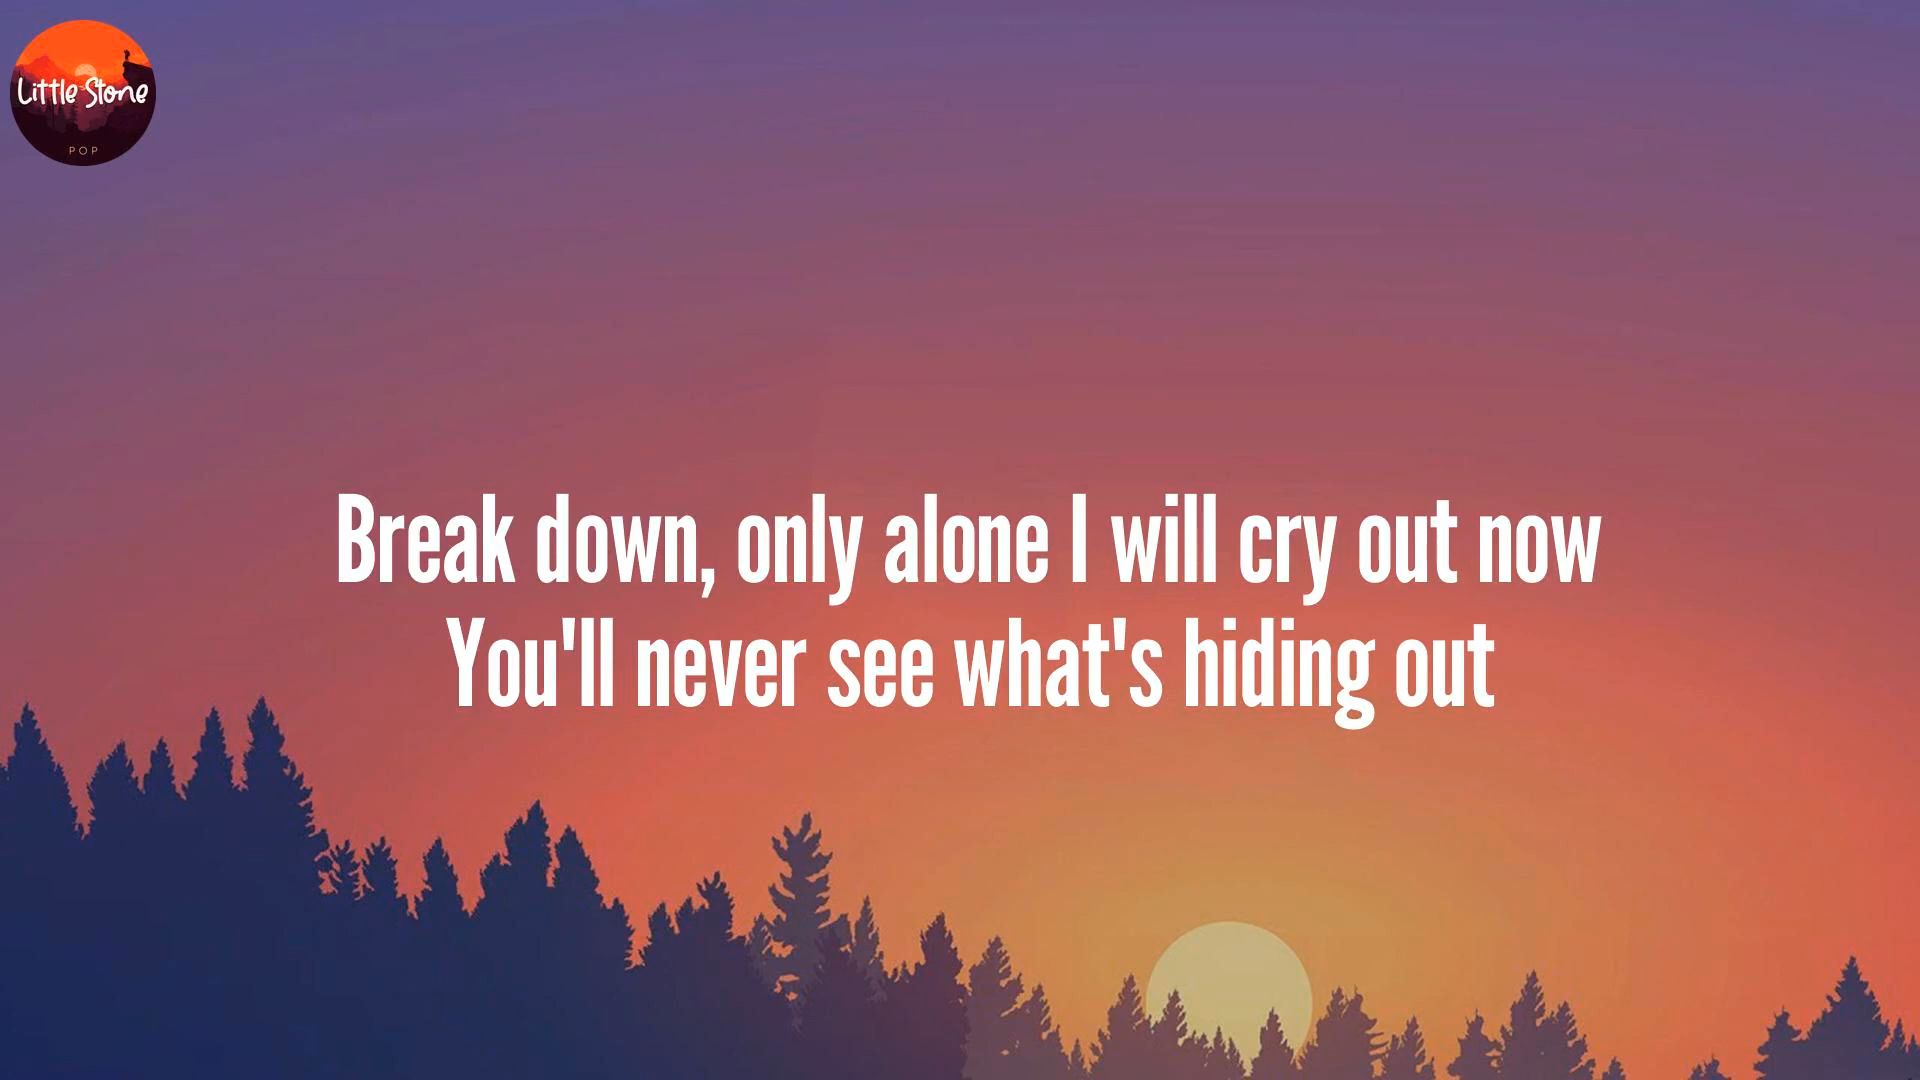 Little Stone
POP
Break down, only alone I will cry out now
You'll never see what's hiding out